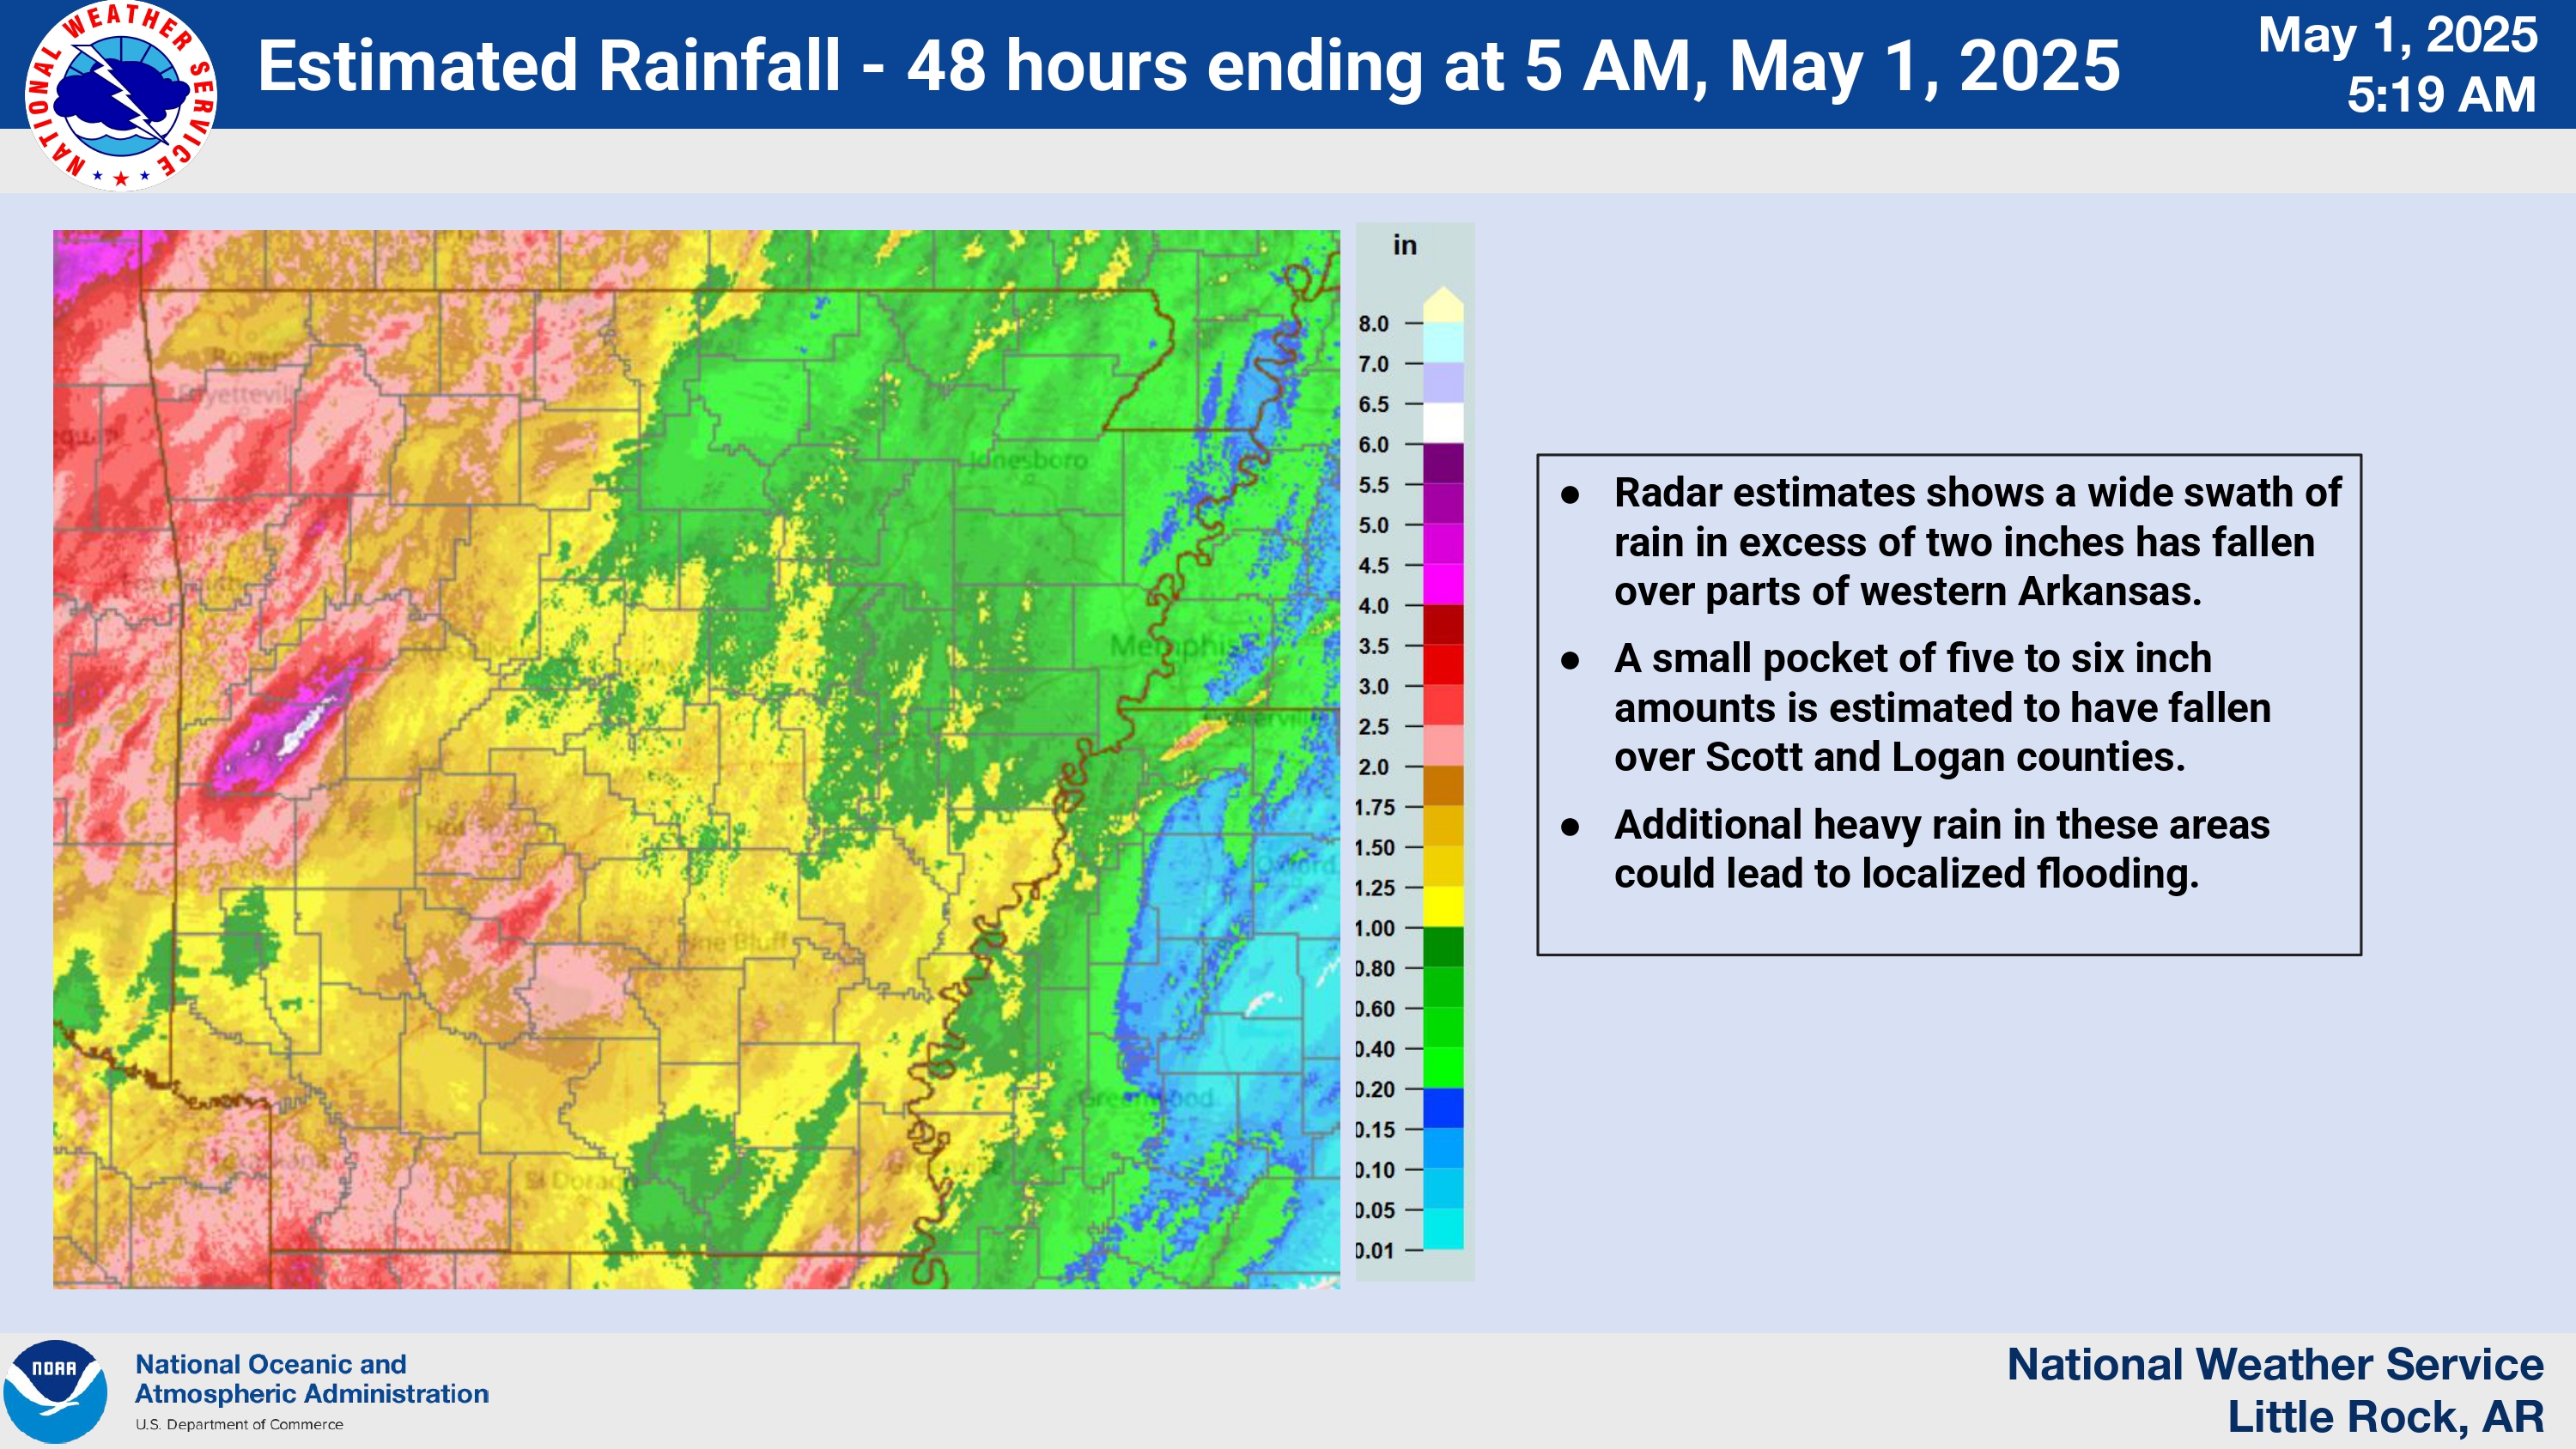 NATIONAL WEATHER SERVICE
Estimated Rainfall - 48 hours ending at 5 AM, May 1, 2025
May 1, 2025
5:19 AM
Rogers
Fayetteville
Jonesboro
Memphis
Hot Springs
Oxford
Pine Bluff
Greenwood
Greenville
El Dorado
in
8.0
7.0
6.5
6.0
5.5
5.0
4.5
4.0
3.5
3.0
2.5
2.0
1.75
1.50
1.25
1.00
0.80
0.60
0.40
0.20
0.15
0.10
0.05
0.01
● Radar estimates shows a wide swath of
rain in excess of two inches has fallen
over parts of western Arkansas.
● A small pocket of five to six inch
amounts is estimated to have fallen
over Scott and Logan counties.
● Additional heavy rain in these areas
could lead to localized flooding.
NOAA
National Oceanic and
Atmospheric Administration
U.S. Department of Commerce
National Weather Service
Little Rock, AR